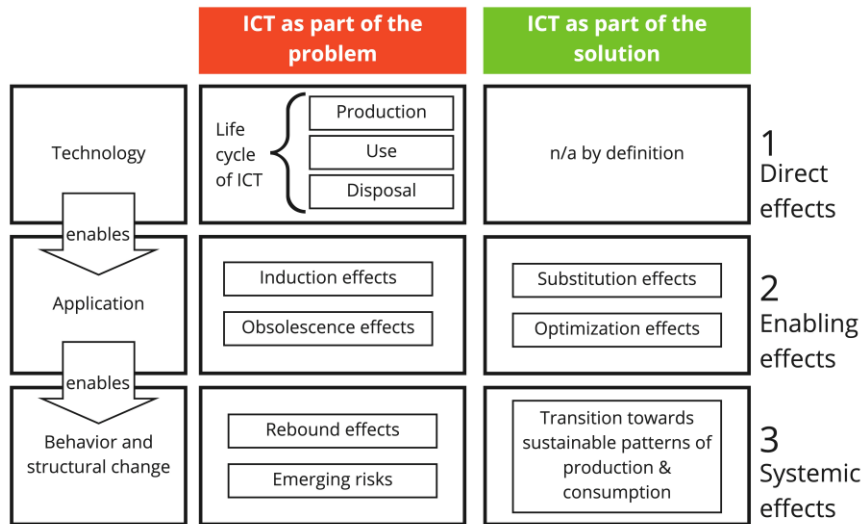 ICT as part of the
problem
ICT as part of the
solution
Technology
Life
cycle
of ICT
Production
Use
Disposal
n/a by definition
1
Direct
effects
enables
Application
Induction effects
Obsolescence effects
Substitution effects
Optimization effects
2
Enabling
effects
enables
Behavior and
structural change
Rebound effects
Emerging risks
Transition towards
sustainable patterns of
production &
consumption
3
Systemic
effects